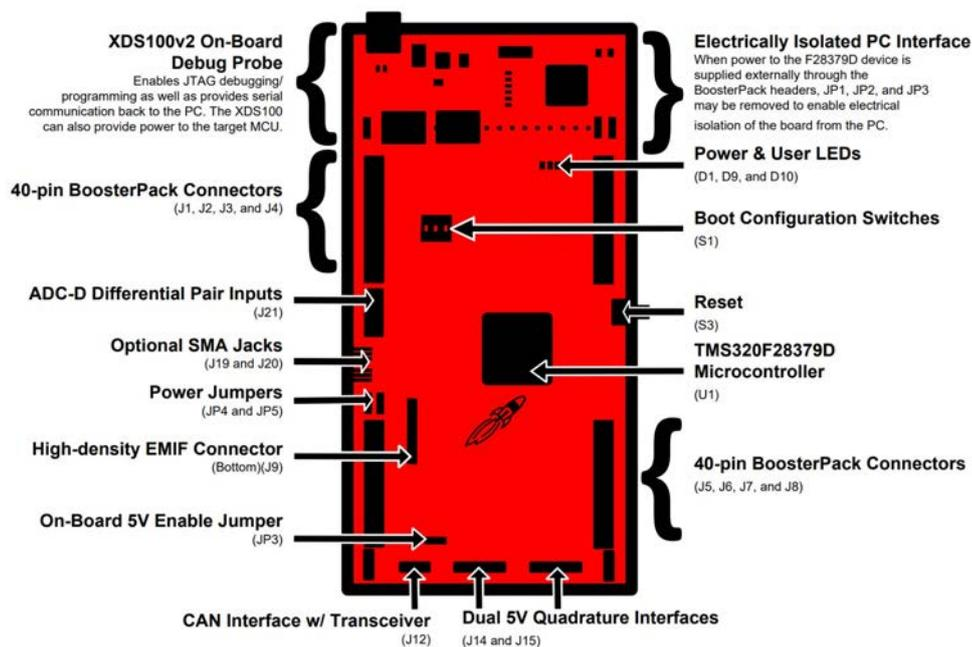 XDS100v2 On-Board
Debug Probe
Enables JTAG debugging/
programming as well as provides serial
communication back to the PC. The XDS100
can also provide power to the target MCU.
40-pin BoosterPack Connectors
(J1, J2, J3, and J4)
ADC-D Differential Pair Inputs
(J21)
Optional SMA Jacks
(J19 and J20)
Power Jumpers
(JP4 and JP5)
High-density EMIF Connector
(Bottom)(J9)
On-Board 5V Enable Jumper
(JP3)
CAN Interface w/ Transceiver
(J12)
Dual 5V Quadrature Interfaces
(J14 and J15)
Electrically Isolated PC Interface
When power to the F28379D device is
supplied externally through the
BoosterPack headers, JP1, JP2, and JP3
may be removed to enable electrical
isolation of the board from the PC.
Power & User LEDs
(D1, D9, and D10)
Boot Configuration Switches
(S1)
Reset
(S3)
TMS320F28379D
Microcontroller
(U1)
40-pin BoosterPack Connectors
(J5, J6, J7, and J8)